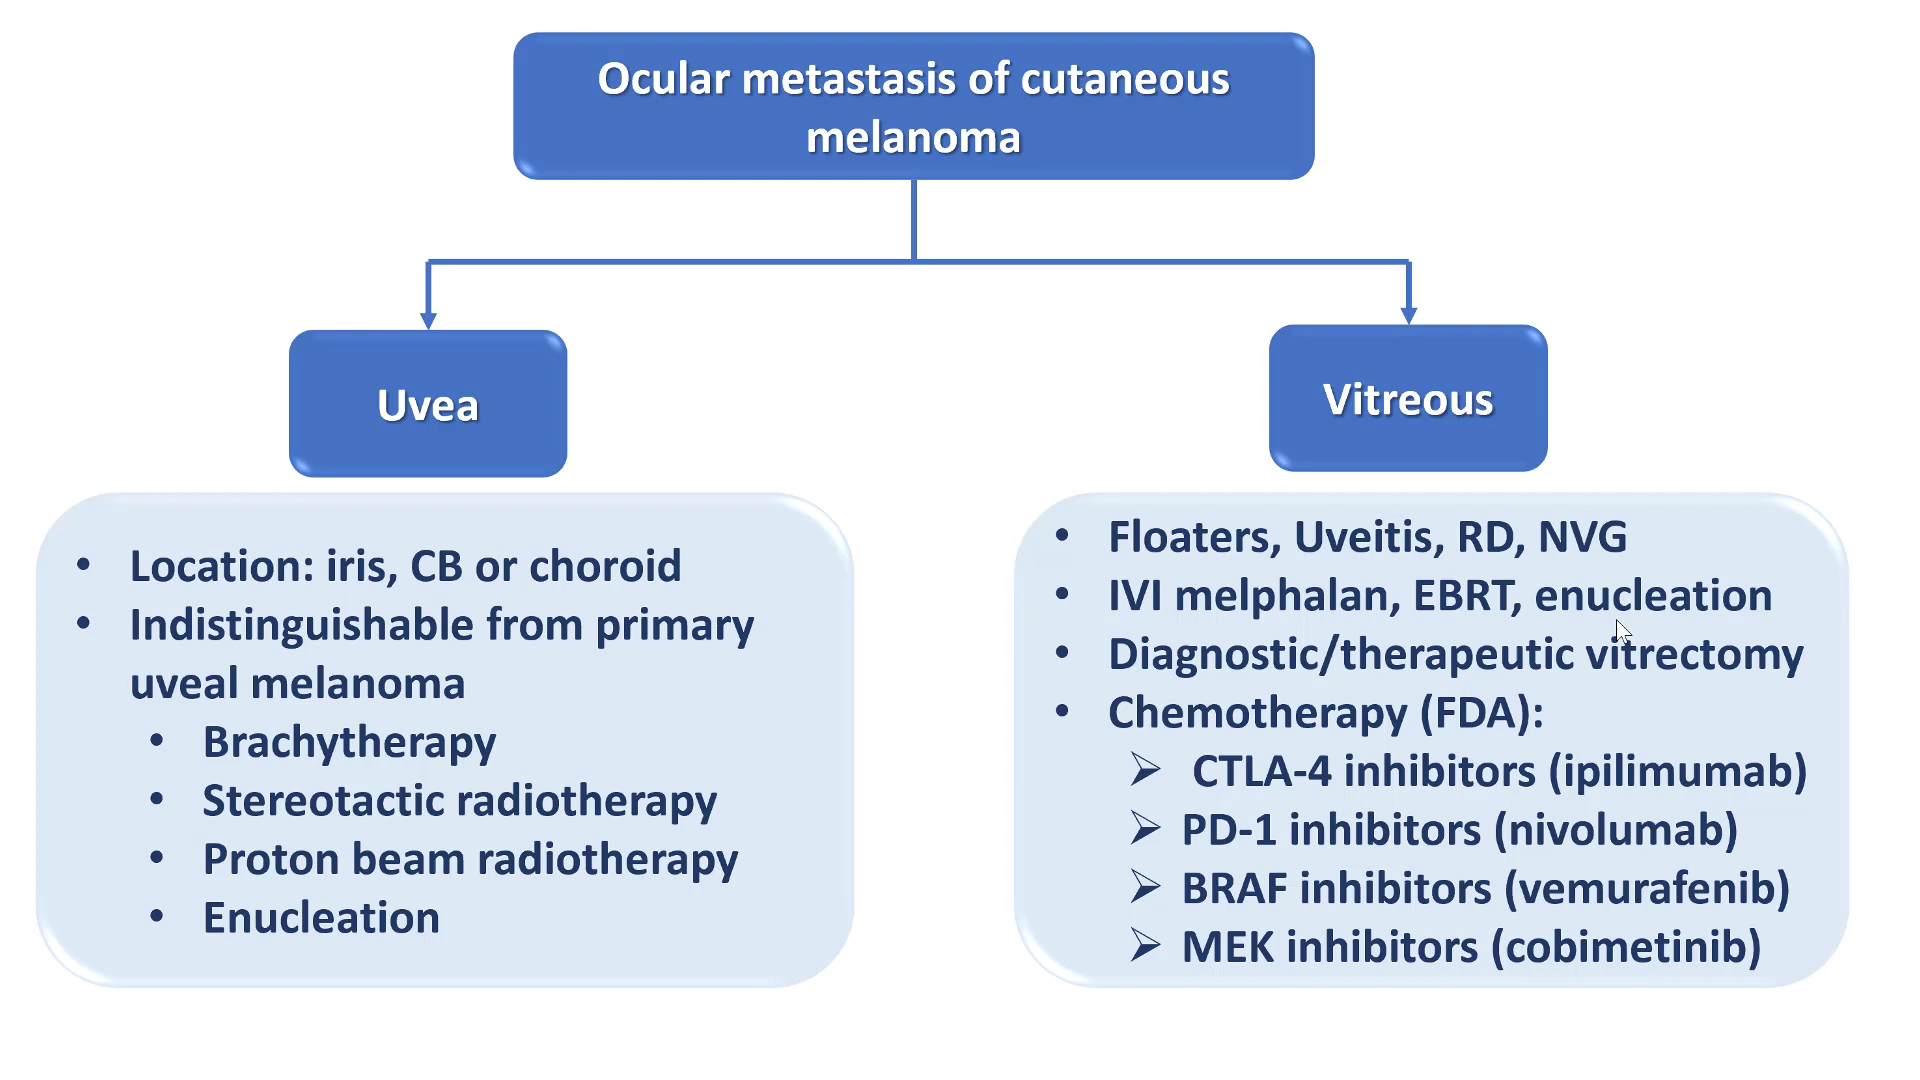 Ocular metastasis of cutaneous
melanoma
Uvea
Vitreous
• Location: iris, CB or choroid
• Indistinguishable from primary
uveal melanoma
• Brachytherapy
• Stereotactic radiotherapy
• Proton beam radiotherapy
• Enucleation
• Floaters, Uveitis, RD, NVG
• IVI melphalan, EBRT, enucleation
• Diagnostic/therapeutic vitrectomy
• Chemotherapy (FDA):
➢ CTLA-4 inhibitors (ipilimumab)
➢ PD-1 inhibitors (nivolumab)
➢ BRAF inhibitors (vemurafenib)
➢ MEK inhibitors (cobimetinib)